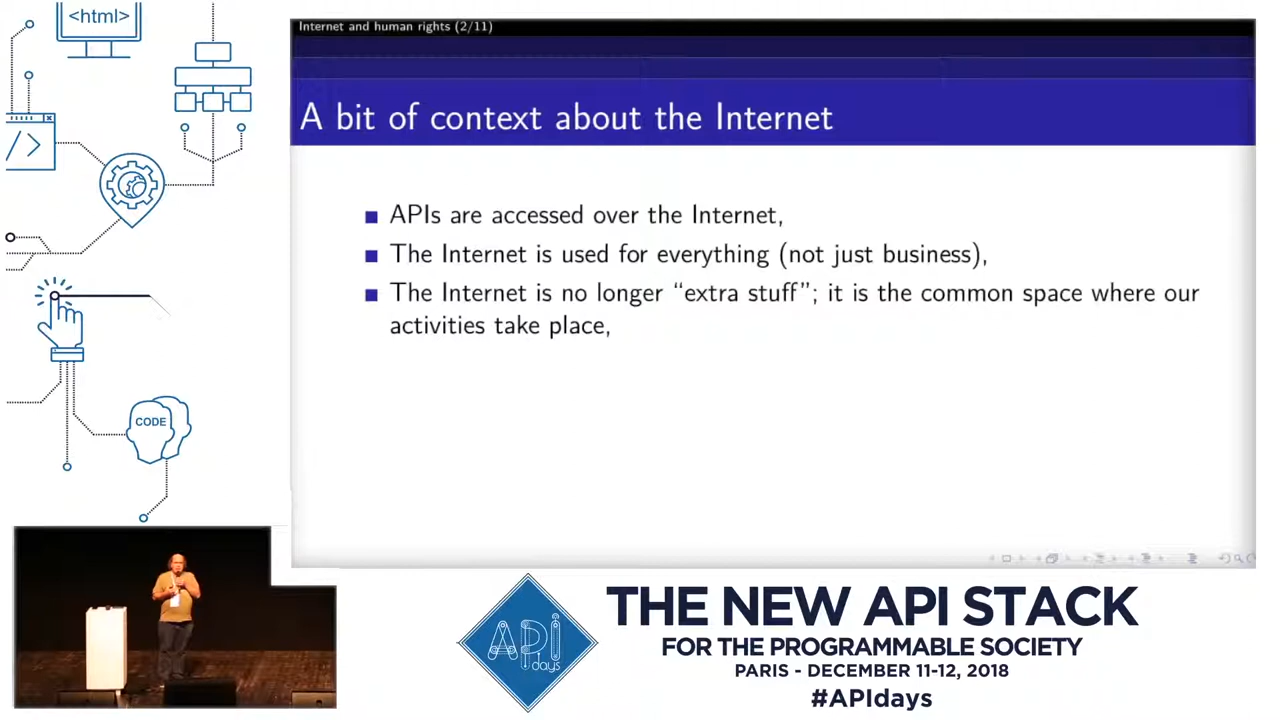 <html>
Internet and human rights (2/11)
A bit of context about the Internet
</>
APIs are accessed over the Internet,
The Internet is used for everything (not just business),
The Internet is no longer “extra stuff”; it is the common space where our
activities take place,
CODE
API
days
THE NEW API STACK
FOR THE PROGRAMMABLE SOCIETY
PARIS - DECEMBER 11-12, 2018
#APIdays